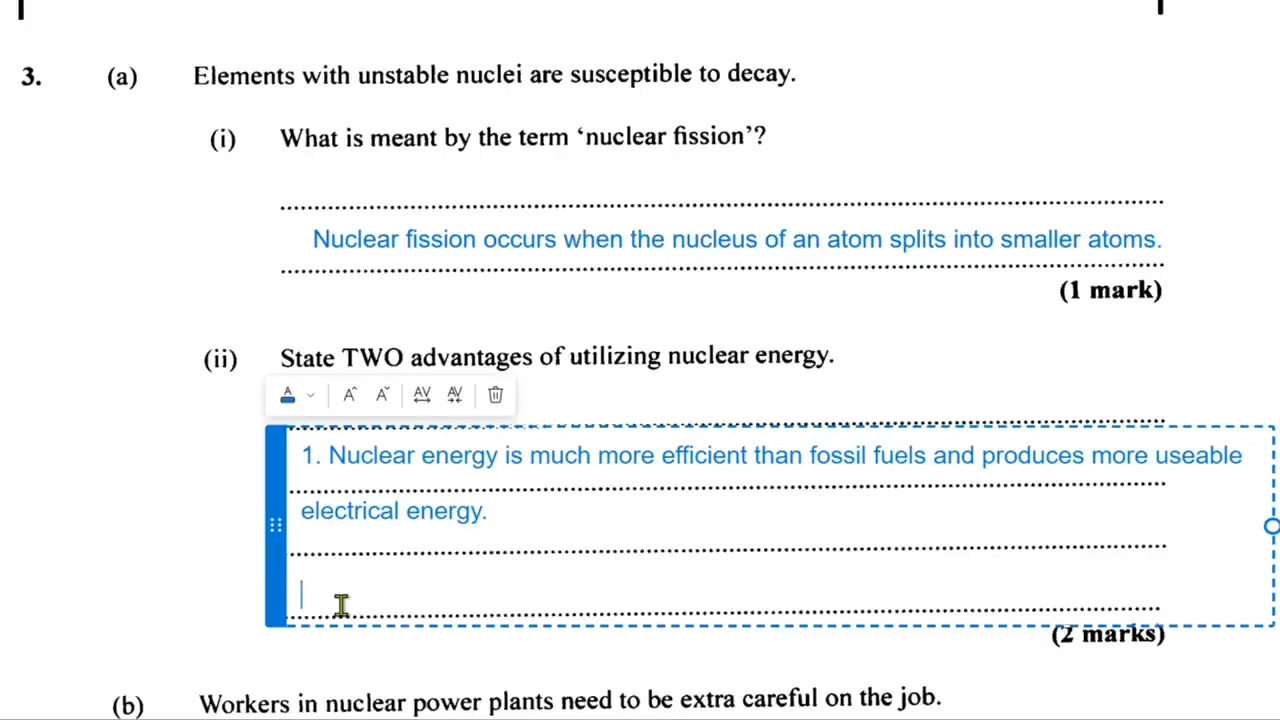 3. (a) Elements with unstable nuclei are susceptible to decay.
(i) What is meant by the term ‘nuclear fission’?
Nuclear fission occurs when the nucleus of an atom splits into smaller atoms.
(1 mark)
(ii) State TWO advantages of utilizing nuclear energy.
A A A AV AV
1. Nuclear energy is much more efficient than fossil fuels and produces more useable
electrical energy.
(2 marks)
(b) Workers in nuclear power plants need to be extra careful on the job.